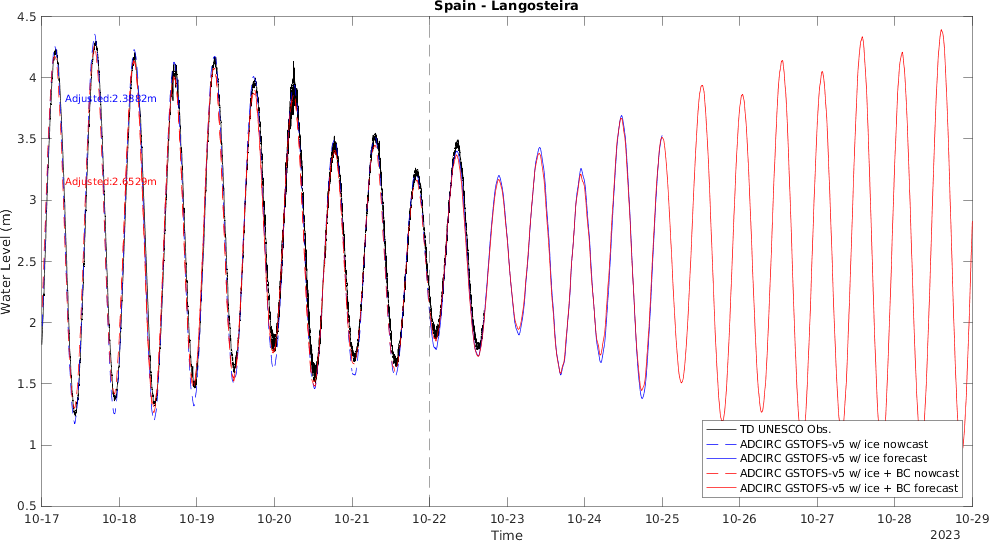 Spain - Langosteira
Water Level (m)
4.5
4
3.5
3
2.5
2
1.5
1
0.5
Adjusted:2.3882m
Adjusted:2.6529m
TD UNESCO Obs.
ADCIRC GSTOFS-v5 w/ ice nowcast
ADCIRC GSTOFS-v5 w/ ice forecast
ADCIRC GSTOFS-v5 w/ ice + BC nowcast
ADCIRC GSTOFS-v5 w/ ice + BC forecast
10-17 10-18 10-19 10-20 10-21 10-22 10-23 10-24 10-25 10-26 10-27 10-28 10-29
Time
2023